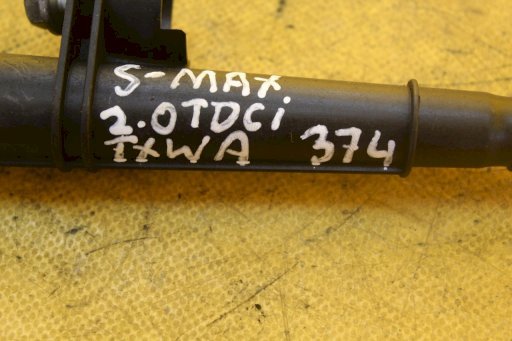 S-MAX
2.0TDCi
TXWA 374